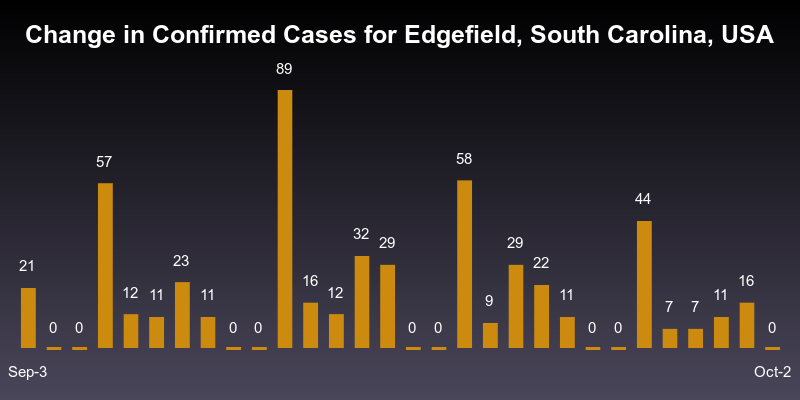 Change in Confirmed Cases for Edgefield, South Carolina, USA
21 0 0 57 12 11 23 11 0 0 89 16 12 32 29 0 0 58 9 29 22 11 0 0 44 7 7 11 16 0
Sep-3 Oct-2